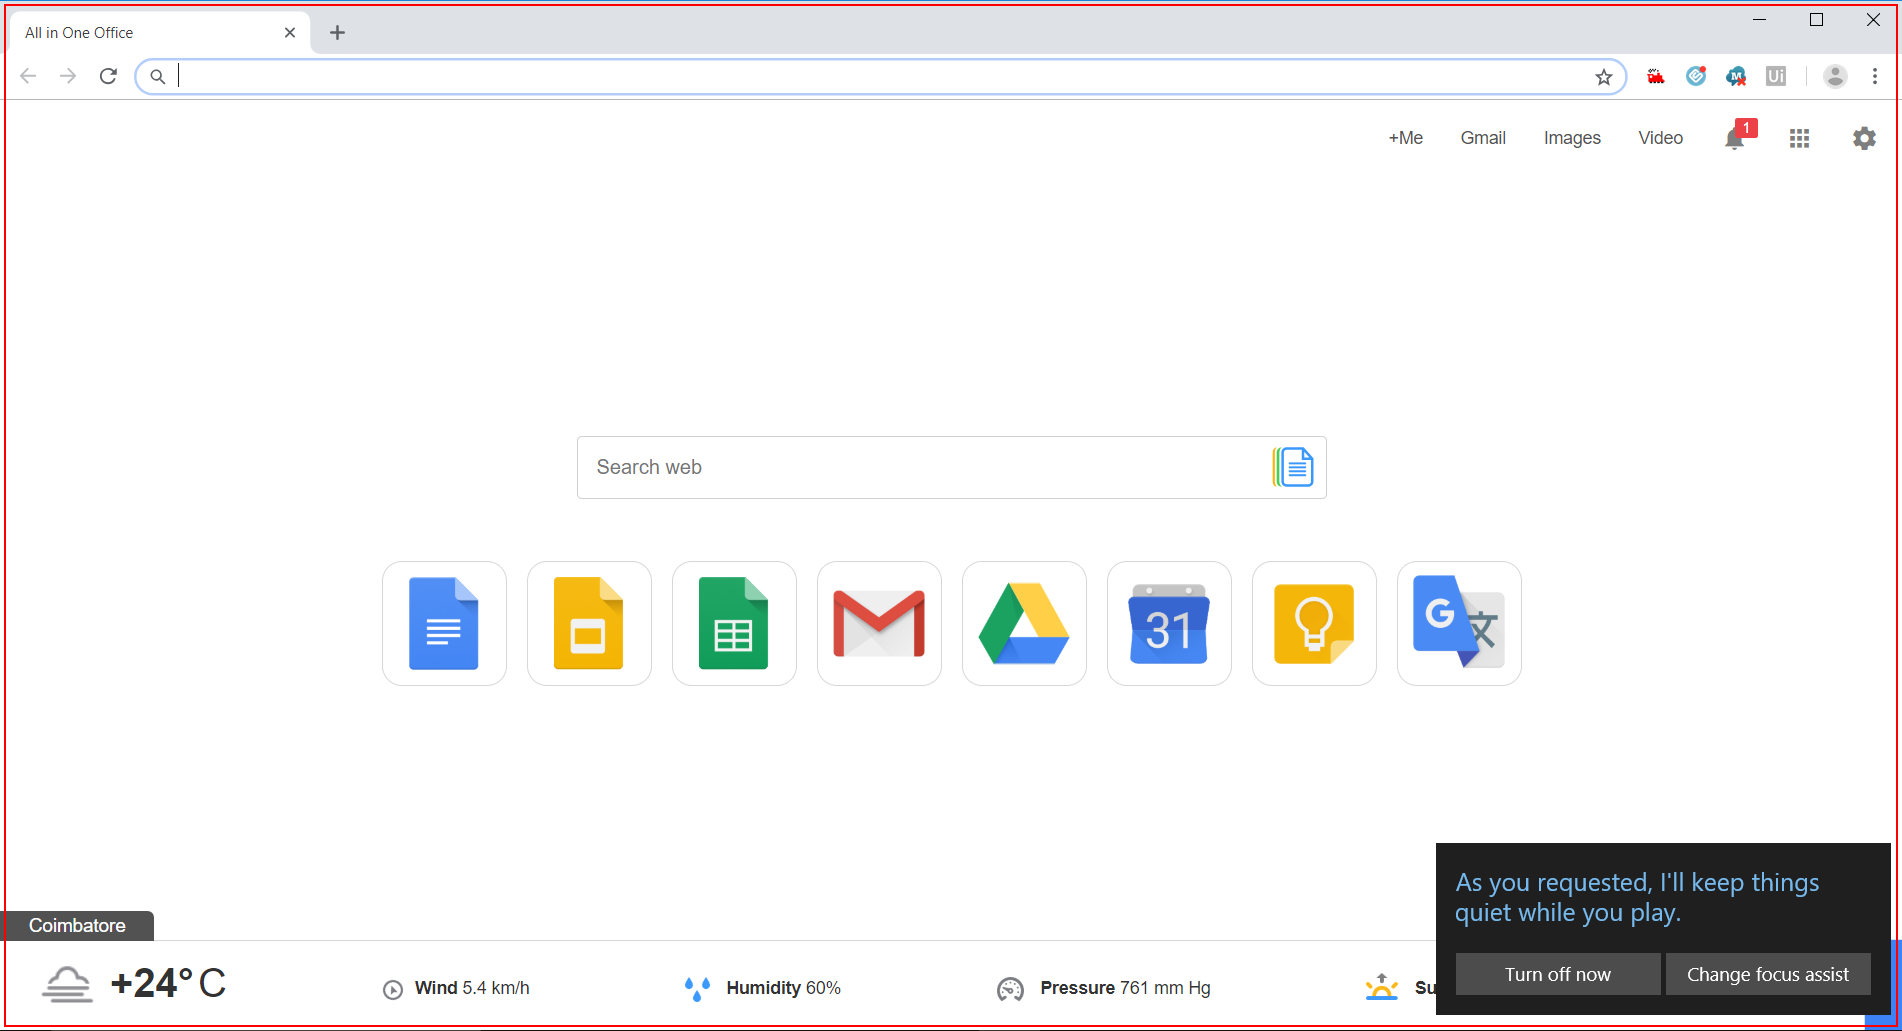 All in One Office
Ui
+Me Gmail Images Video 1
Search web
31
G 文
As you requested, I'll keep things
quiet while you play.
Turn off now Change focus assist
Coimbatore
+24° C Wind 5.4 km/h Humidity 60% Pressure 761 mm Hg Su